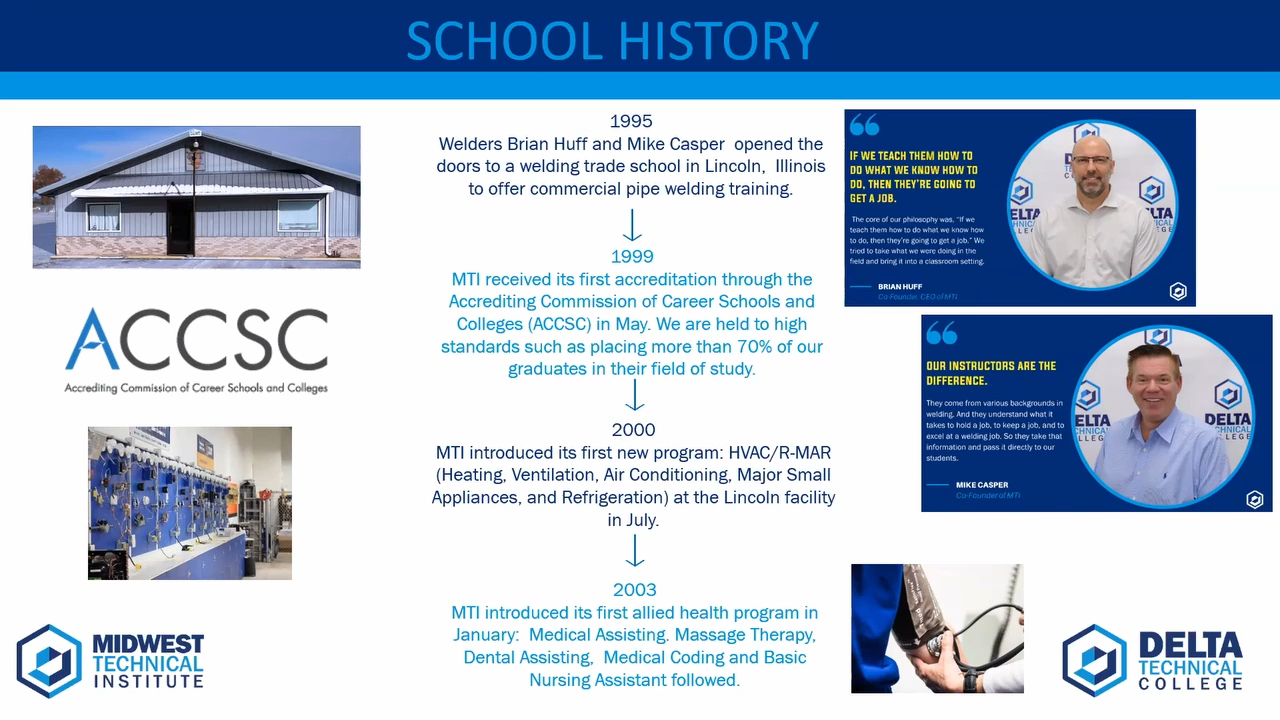 SCHOOL HISTORY
1995
Welders Brian Huff and Mike Casper opened the
doors to a welding trade school in Lincoln, Illinois
to offer commercial pipe welding training.
1999
MTI received its first accreditation through the
Accrediting Commission of Career Schools and
Colleges (ACCSC) in May. We are held to high
standards such as placing more than 70% of our
graduates in their field of study.
2000
MTI introduced its first new program: HVAC/R-MAR
(Heating, Ventilation, Air Conditioning, Major Small
Appliances, and Refrigeration) at the Lincoln facility
in July.
2003
MTI introduced its first allied health program in
January: Medical Assisting. Massage Therapy,
Dental Assisting, Medical Coding and Basic
Nursing Assistant followed.
ACCSC
Accrediting Commission of Career Schools and Colleges
MIDWEST
TECHNICAL
INSTITUTE
IF WE TEACH THEM HOW TO
DO WHAT WE KNOW HOW TO
DO, THEN THEY'RE GOING TO
GET A JOB.
The core of our philosophy was, "If we
teach them how to do what we know how
to do, then they're going to get a job." We
tried to take what we were doing in the
field and bring it into a classroom setting.
BRIAN HUFF
Co-Founder, CEO of MTI
DELTA
OUR INSTRUCTORS ARE THE
DIFFERENCE.
They come from various backgrounds in
welding. And they understand what it
takes to hold a job, to keep a job, and to
excel at a welding job. So they take that
information and pass it directly to our
students.
MIKE CASPER
Co-Founder of MTI
DELTA
DELTA
TECHNICAL
COLLEGE